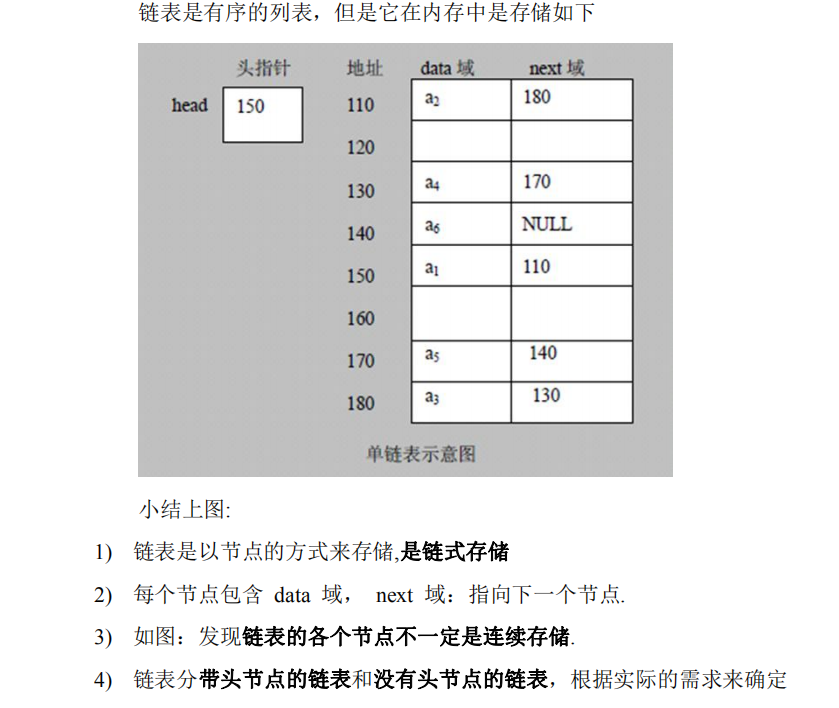 链表是有序的列表，但是它在内存中是存储如下
头指针 地址 data 域 next 域
head 150 110 a₂ 180
120
130 a₄ 170
140 a₆ NULL
150 a₁ 110
160
170 a₅ 140
180 a₃ 130
单链表示意图
小结上图:
1) 链表是以节点的方式来存储,是链式存储
2) 每个节点包含 data 域， next 域：指向下一个节点.
3) 如图：发现链表的各个节点不一定是连续存储.
4) 链表分带头节点的链表和没有头节点的链表，根据实际的需求来确定